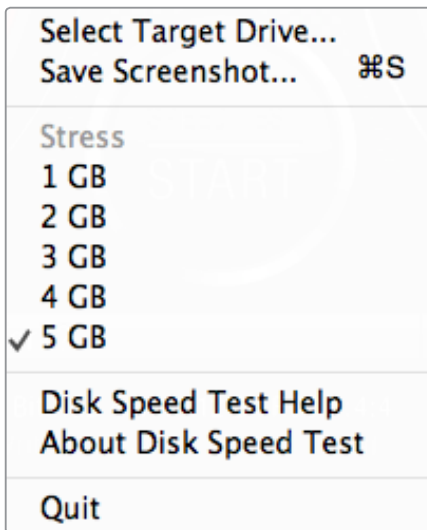 Select Target Drive...
Save Screenshot... ⌘S
Stress
1 GB
2 GB
3 GB
4 GB
✓ 5 GB
Disk Speed Test Help
About Disk Speed Test
Quit
START